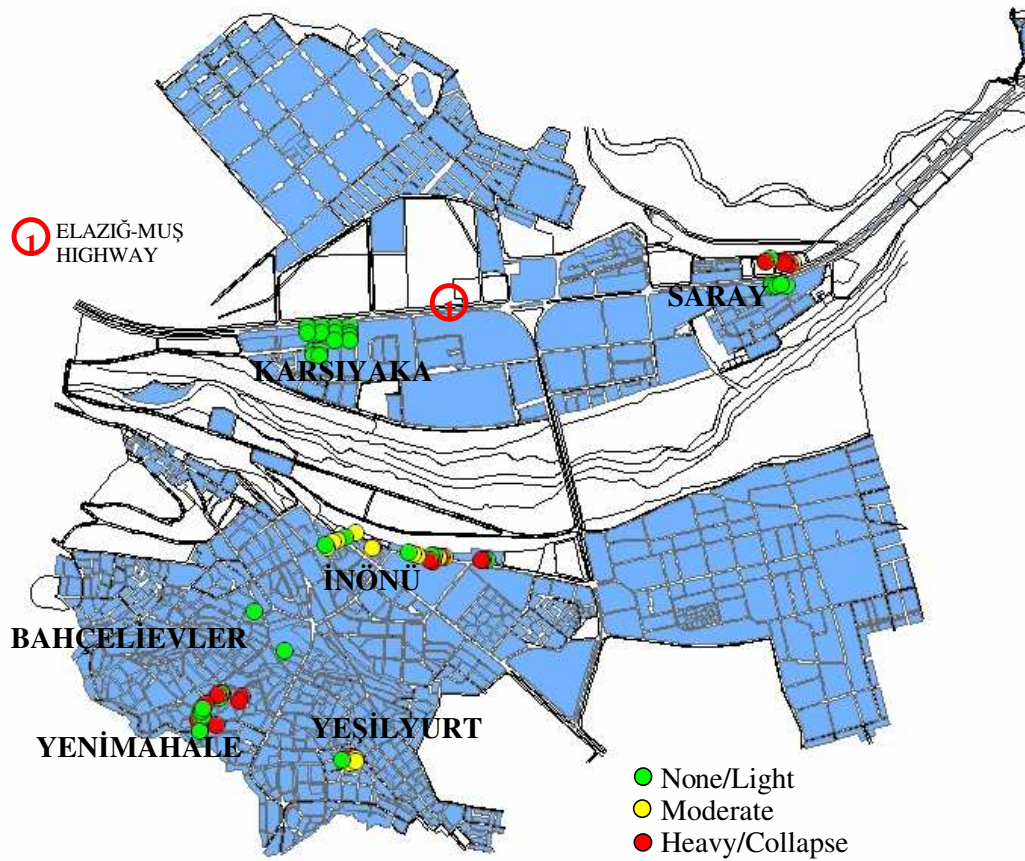 1 ELAZIĞ-MUŞ
HIGHWAY
1
SARAY
KARŞIYAKA
İNÖNÜ
BAHÇELİEVLER
YEŞİLYURT
YENİMAHALE
None/Light
Moderate
Heavy/Collapse